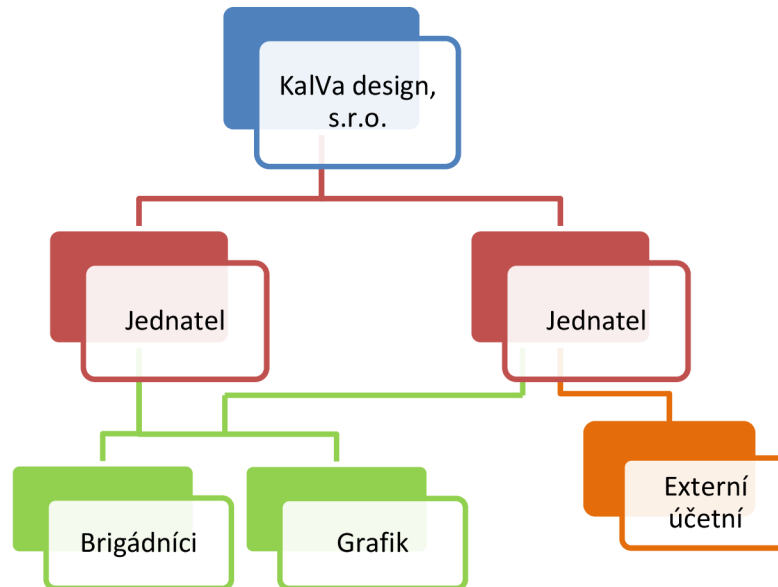 KalVa design,
s.r.o.
Jednatel
Jednatel
Brigádníci
Grafik
Externí
účetní